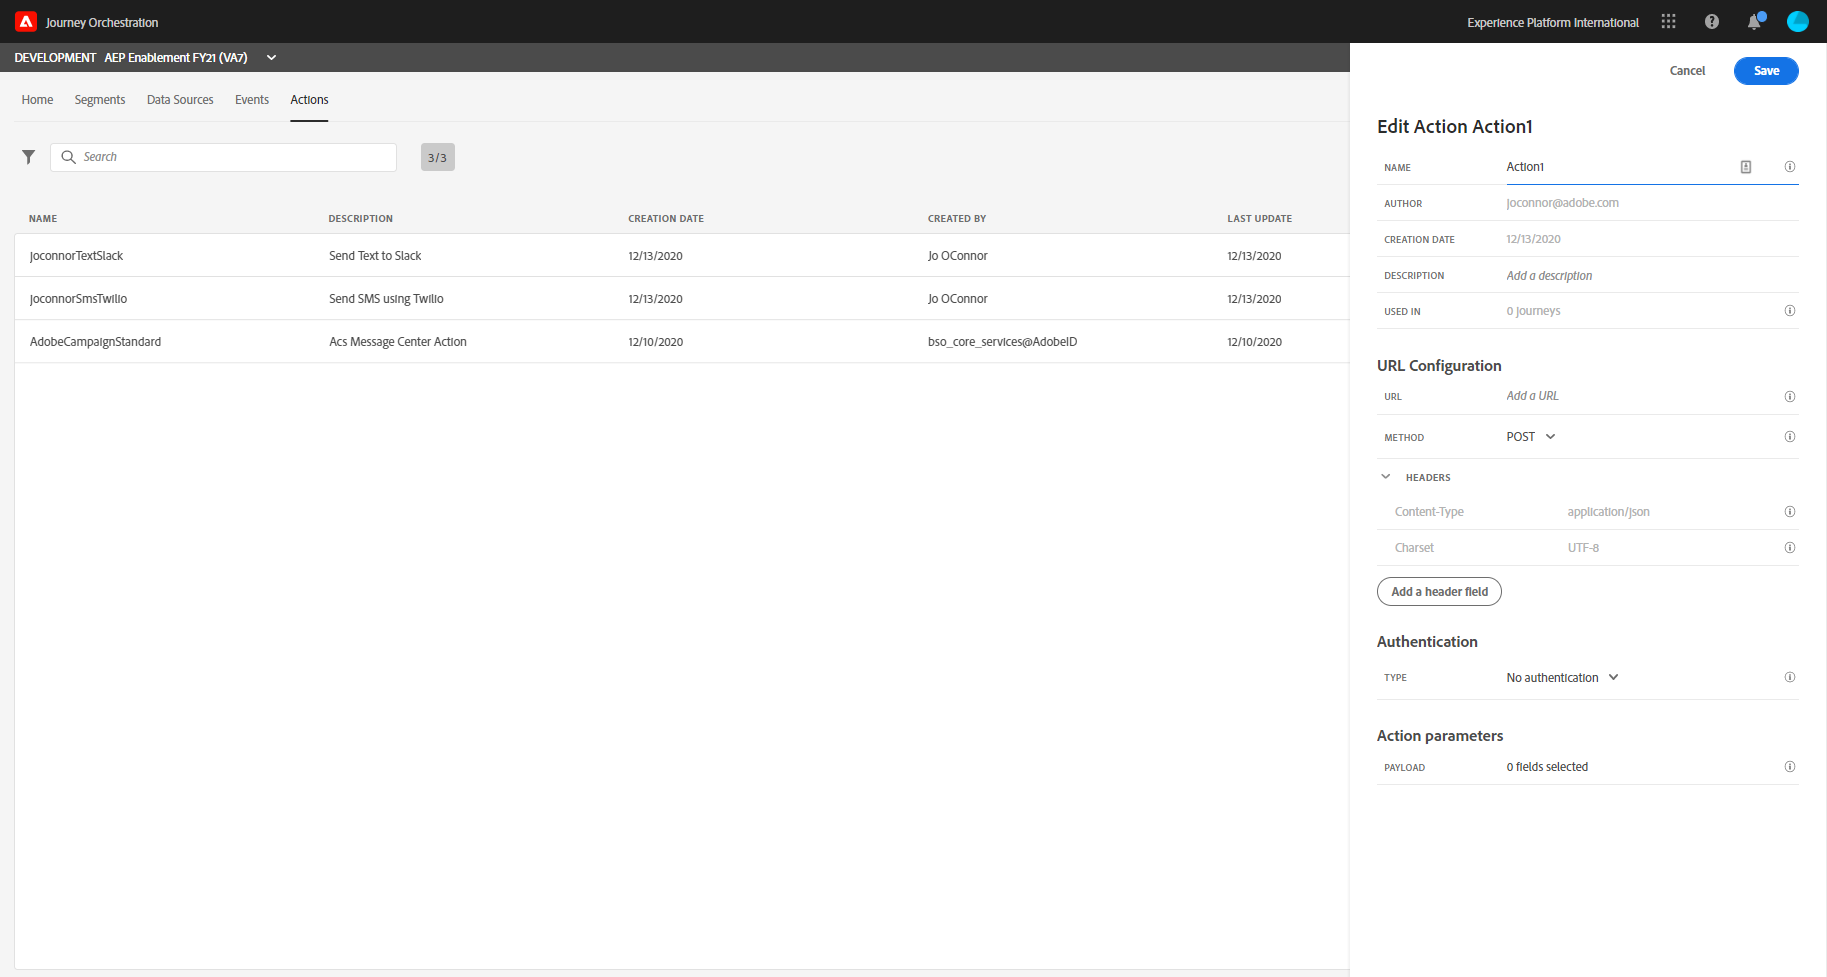 Journey Orchestration
Experience Platform International
DEVELOPMENT AEP Enablement FY21 (VA7)
Cancel
Save
Home
Segments
Data Sources
Events
Actions
Search
3/3
NAME
DESCRIPTION
CREATION DATE
CREATED BY
LAST UPDATE
joconnorTextSlack
Send Text to Slack
12/13/2020
Jo OConnor
12/13/2020
joconnorSmsTwilio
Send SMS using Twilio
12/13/2020
Jo OConnor
12/13/2020
AdobeCampaignStandard
Acs Message Center Action
12/10/2020
bso_core_services@AdobeID
12/10/2020
Edit Action Action1
NAME
Action1
AUTHOR
joconnor@adobe.com
CREATION DATE
12/13/2020
DESCRIPTION
Add a description
USED IN
0 journeys
URL Configuration
URL
Add a URL
METHOD
POST
HEADERS
Content-Type
application/json
Charset
UTF-8
Add a header field
Authentication
TYPE
No authentication
Action parameters
PAYLOAD
0 fields selected